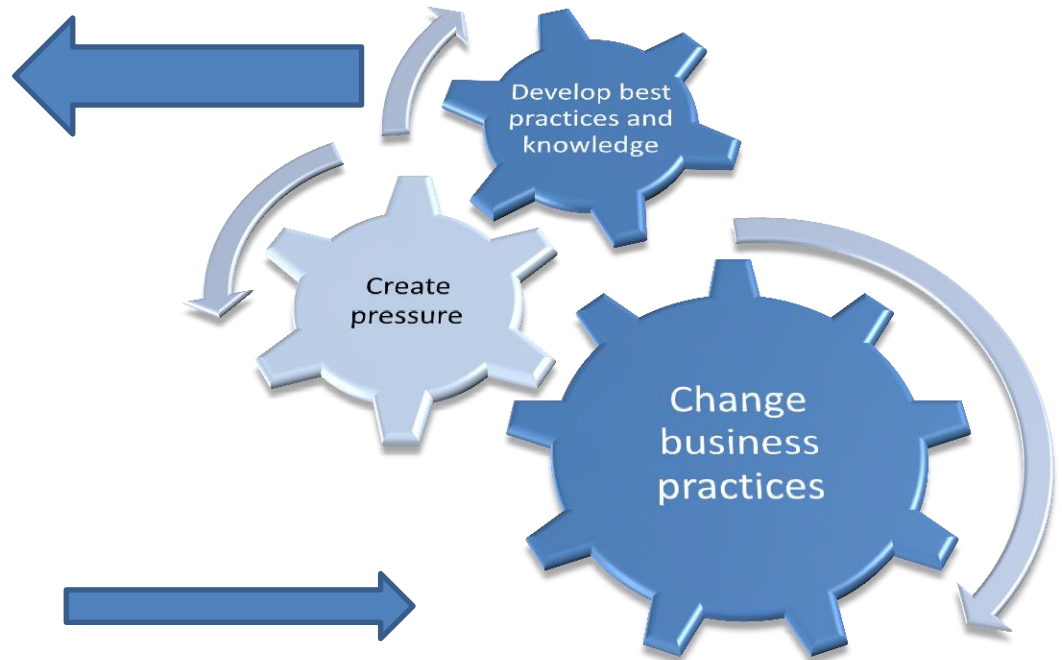 Develop best
practices and
knowledge
Create
pressure
Change
business
practices